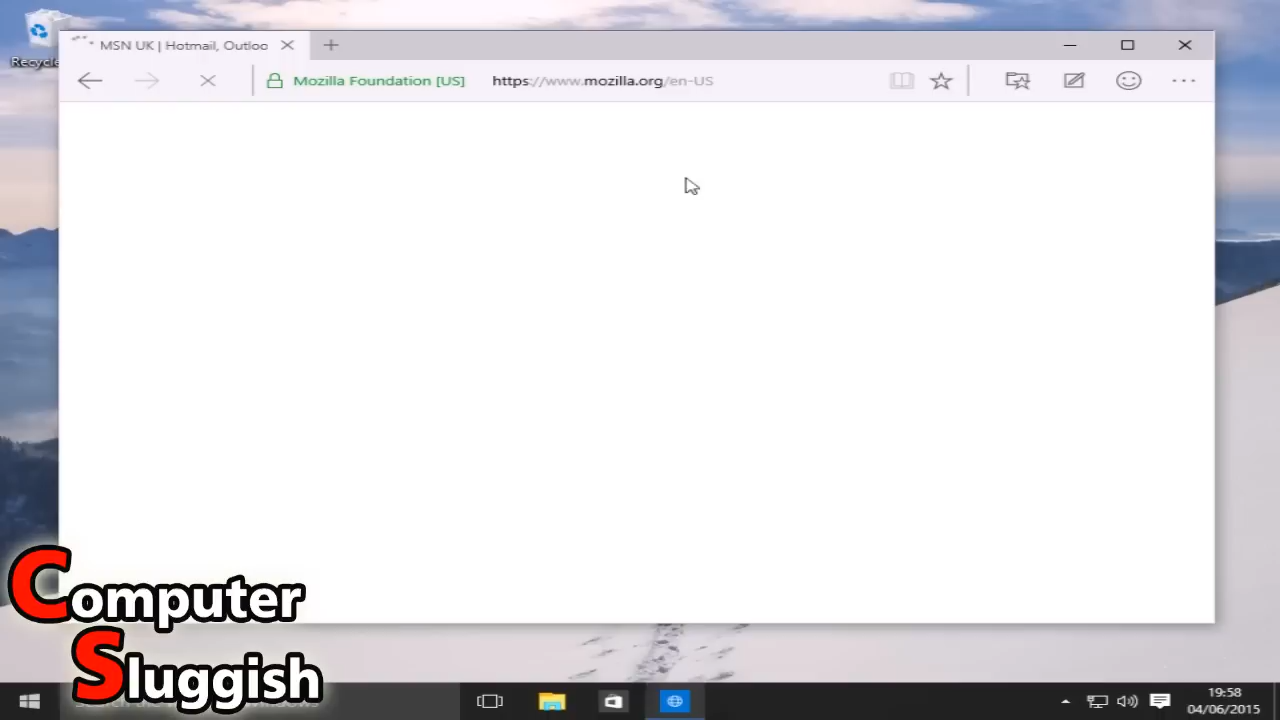 Recycle
MSN UK | Hotmail, Outloo
Mozilla Foundation [US]
https://www.mozilla.org/en-US
Computer
Sluggish
19:58
04/06/2015